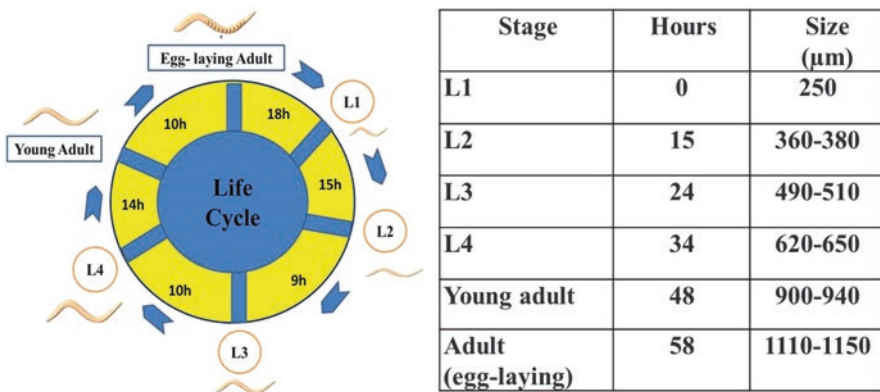 Egg- laying Adult
L1
18h
10h
Young Adult
15h
Life
Cycle
14h
L2
L4
10h
9h
L3
Stage Hours Size
(µm)
L1 0 250
L2 15 360-380
L3 24 490-510
L4 34 620-650
Young adult 48 900-940
Adult 58 1110-1150
(egg-laying)